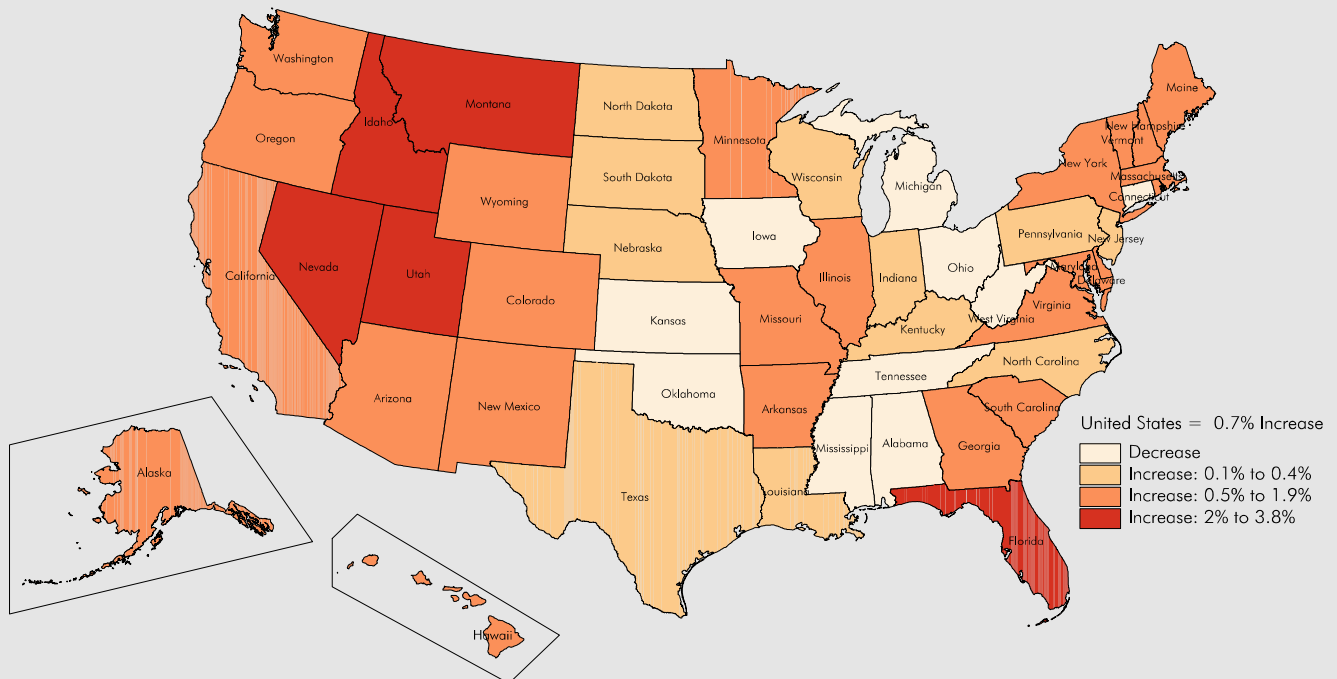 Washington
Montana
Idaho
Oregon
North Dakota
Minnesota
Maine
New Hampshire
Vermont
New York
Massachusetts
Connecticut
South Dakota
Wisconsin
Michigan
Wyoming
Iowa
Nebraska
Pennsylvania
New Jersey
Nevada
Utah
California
Colorado
Illinois
Indiana
Ohio
Maryland
Delaware
West Virginia
Virginia
Kansas
Missouri
Kentucky
North Carolina
Tennessee
Arizona
New Mexico
Oklahoma
Arkansas
South Carolina
Mississippi
Alabama
Georgia
Texas
Louisiana
Florida
Alaska
Hawaii
United States = 0.7% Increase
Decrease
Increase: 0.1% to 0.4%
Increase: 0.5% to 1.9%
Increase: 2% to 3.8%